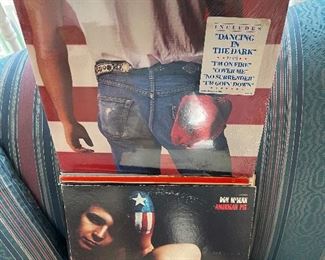 INCLUDES
"DANCING
IN
THE DARK"
"I'M ON FIRE"
"COVER ME"
"NO SURRENDER"
"I'M GOIN' DOWN"
DON McLEAN
AMERICAN PIE